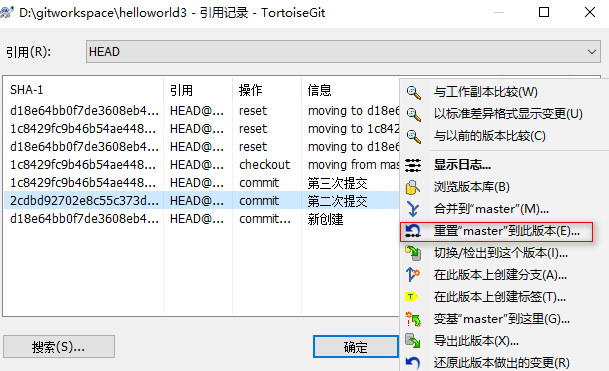 D:\gitworkspace\helloworld3 - 引用记录 - TortoiseGit
引用(R): HEAD
SHA-1 引用 操作 信息
d18e64bb0f7de3608eb4... HEAD@... reset moving to d18e6
1c8429fc9b46b54ae448... HEAD@... reset moving to 1c842
d18e64bb0f7de3608eb4... HEAD@... reset moving to d18e6
1c8429fc9b46b54ae448... HEAD@... checkout moving from mas
1c8429fc9b46b54ae448... HEAD@... commit 第三次提交
2cdbd92702e8c55c373d... HEAD@... commit 第二次提交
d18e64bb0f7de3608eb4... HEAD@... commit... 新创建
与工作副本比较(W)
以标准差异格式显示变更(U)
与以前的版本比较(C)
显示日志...
浏览版本库(B)
合并到“master”(M)...
重置“master”到此版本(E)...
切换/检出到这个版本(I)...
在此版本上创建分支(A)...
在此版本上创建标签(T)...
变基“master”到这里(G)...
导出此版本(X)...
还原此版本做出的变更(R)
搜索(S)...
确定